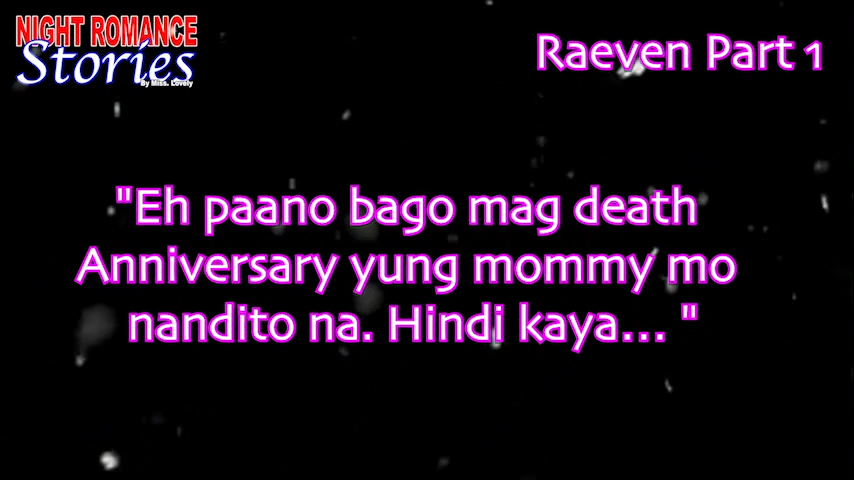 NIGHT ROMANCE
Stories
By Miss. Lovely
Raeven Part 1
"Eh paano bago mag death
Anniversary yung mommy mo
nandito na. Hindi kaya... "